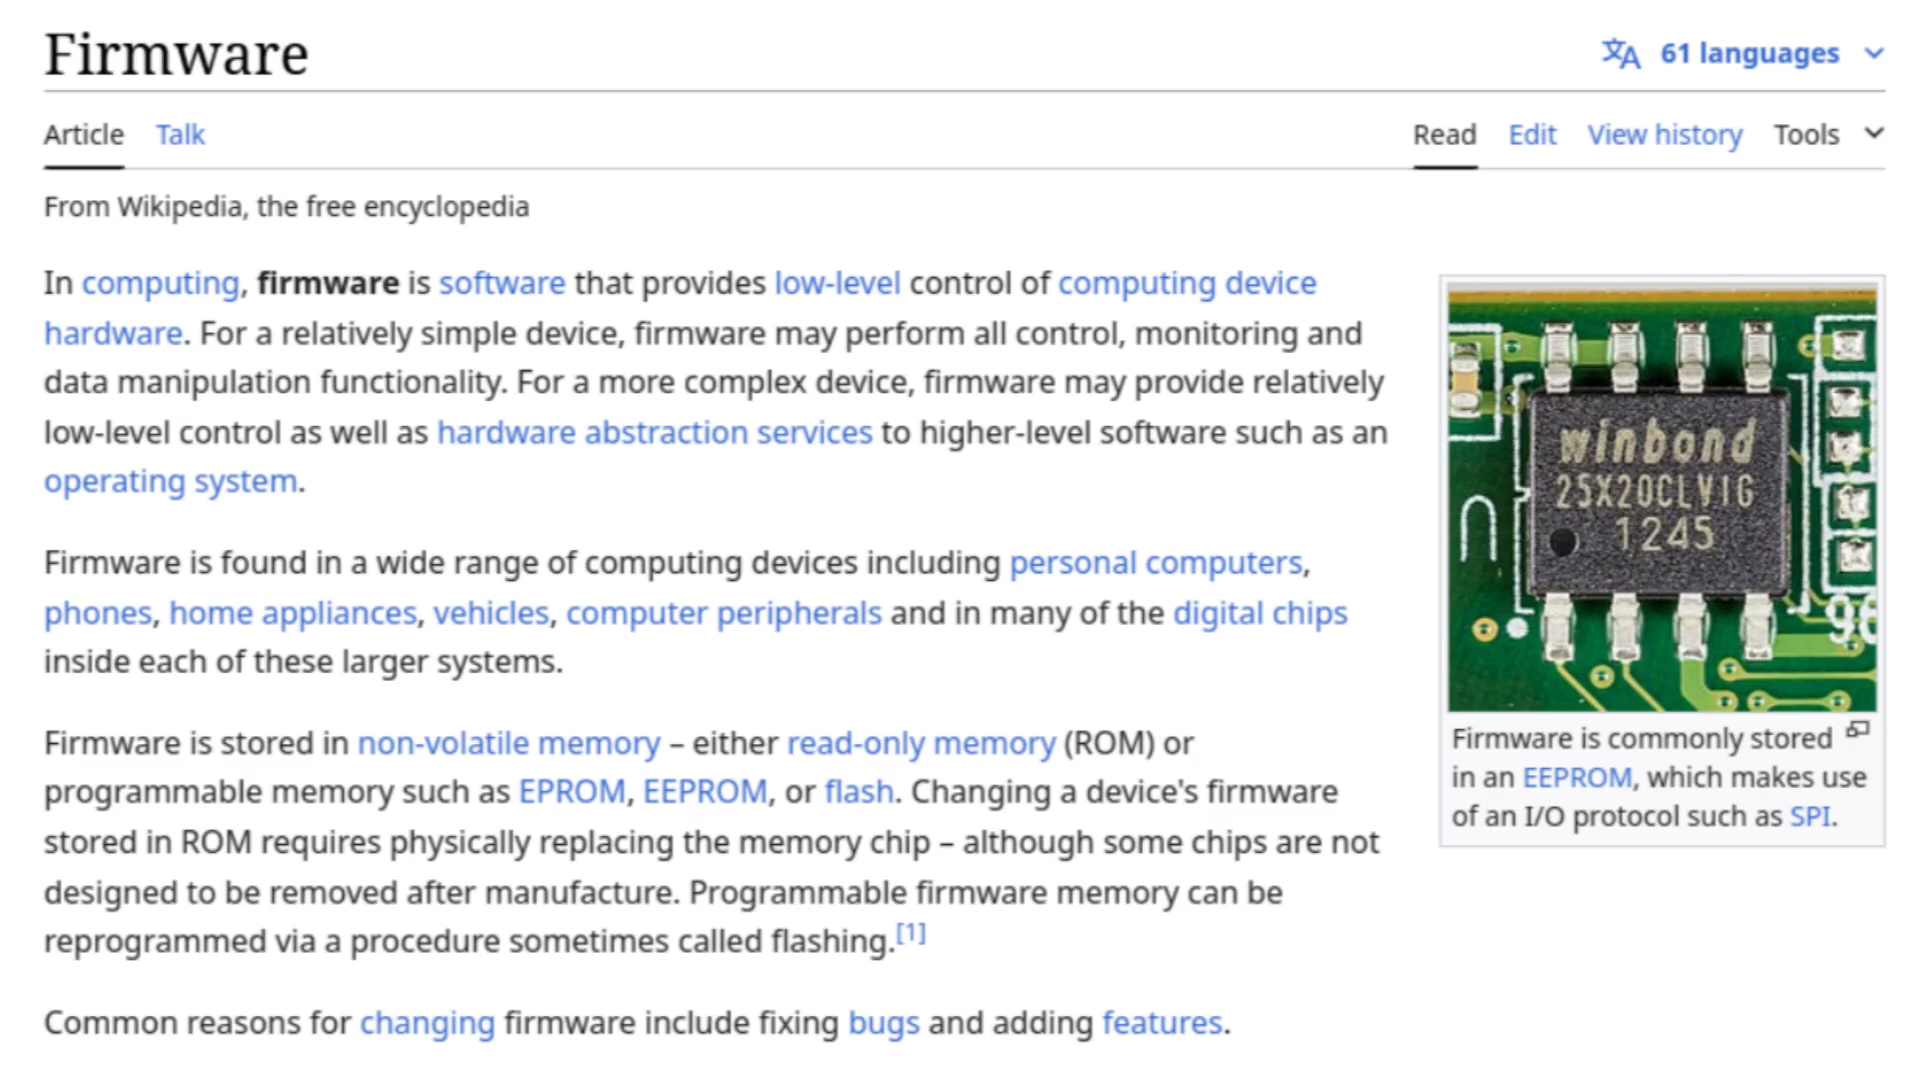 Firmware
61 languages
Article Talk
Read Edit View history Tools
From Wikipedia, the free encyclopedia
In computing, firmware is software that provides low-level control of computing device
hardware. For a relatively simple device, firmware may perform all control, monitoring and
data manipulation functionality. For a more complex device, firmware may provide relatively
low-level control as well as hardware abstraction services to higher-level software such as an
operating system.
Firmware is found in a wide range of computing devices including personal computers,
phones, home appliances, vehicles, computer peripherals and in many of the digital chips
inside each of these larger systems.
Firmware is stored in non-volatile memory – either read-only memory (ROM) or
programmable memory such as EPROM, EEPROM, or flash. Changing a device's firmware
stored in ROM requires physically replacing the memory chip – although some chips are not
designed to be removed after manufacture. Programmable firmware memory can be
reprogrammed via a procedure sometimes called flashing.[1]
Common reasons for changing firmware include fixing bugs and adding features.
winbond
25X20CLVIG
1245
Firmware is commonly stored
in an EEPROM, which makes use
of an I/O protocol such as SPI.